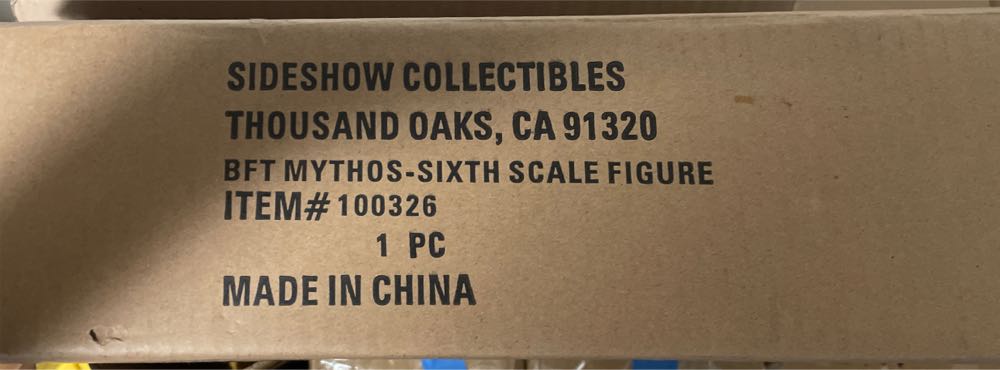 SIDESHOW COLLECTIBLES
THOUSAND OAKS, CA 91320
BFT MYTHOS-SIXTH SCALE FIGURE
ITEM# 100326
1 PC
MADE IN CHINA